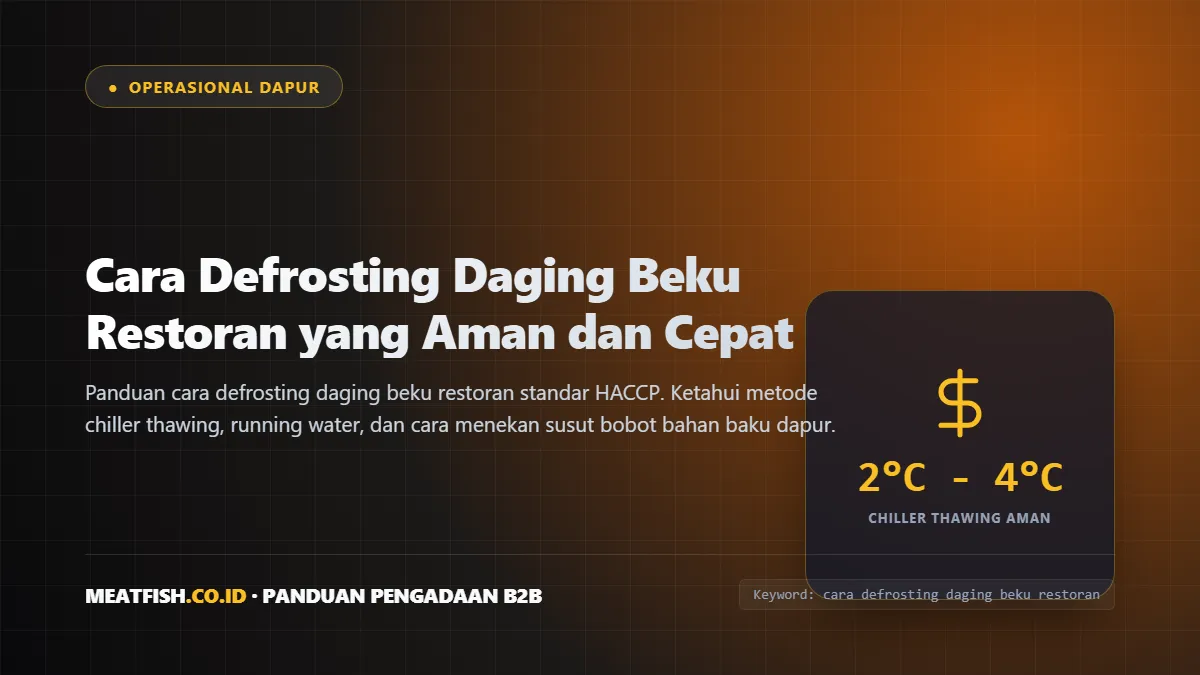 • OPERASIONAL DAPUR
Cara Defrosting Daging Beku
Restoran yang Aman dan Cepat
Panduan cara defrosting daging beku restoran standar HACCP. Ketahui metode
chiller thawing, running water, dan cara menekan susut bobot bahan baku dapur.
$
2°C - 4°C
CHILLER THAWING AMAN
MEATFISH.CO.ID · PANDUAN PENGADAAN B2B
Keyword: cara defrosting daging beku restoran